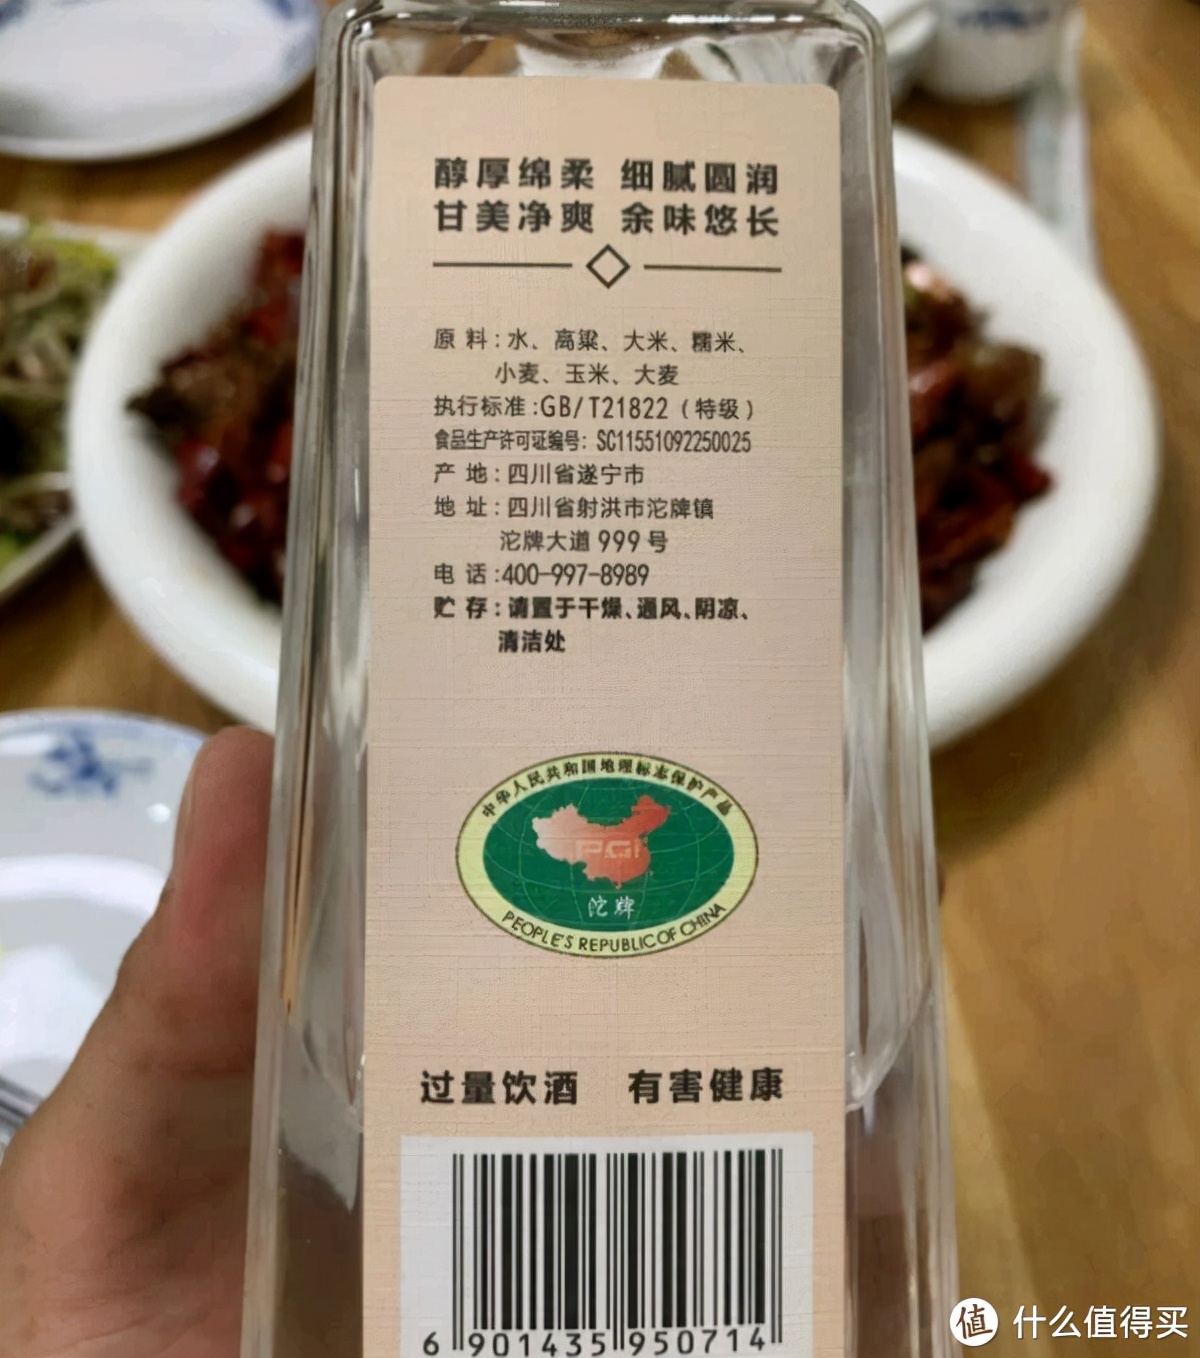 醇厚绵柔 细腻圆润
甘美净爽 余味悠长
原料:水、高粱、大米、糯米、
小麦、玉米、大麦
执行标准:GB/T21822(特级)
食品生产许可证编号: SC11551092250025
产地:四川省遂宁市
地址:四川省射洪市沱牌镇
沱牌大道999号
电话:400-997-8989
贮存:请置于干燥、通风、阴凉、
清洁处
中华人民共和国地理标志保护产品
PGI
沱牌
PEOPLE'S REPUBLIC OF CHINA
过量饮酒 有害健康
6 901435 950714
值 什么值得买